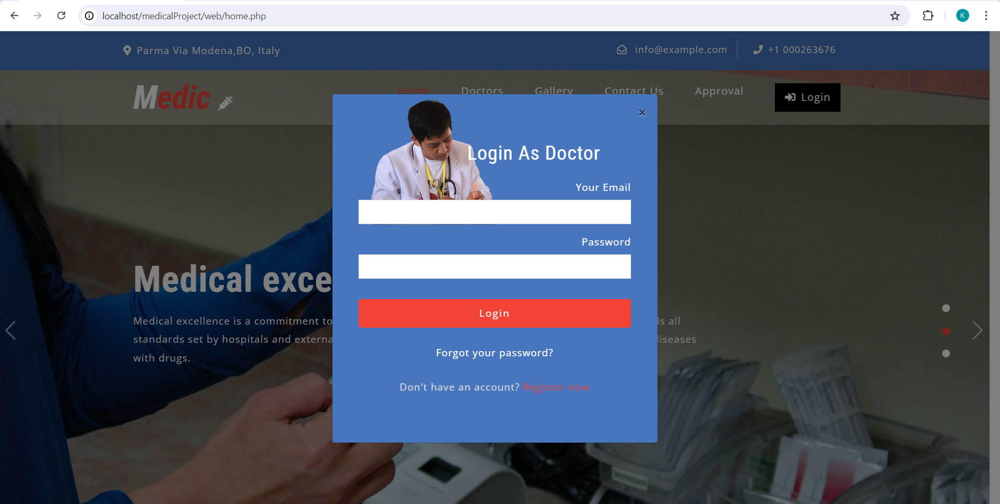 localhost/medicalProject/web/home.php
K
Parma Via Modena,BO, Italy
info@example.com
+1 000263676
Medic
Home
Doctors
Gallery
Contact Us
Approval
Login
×
Login As Doctor
Your Email
Password
Login
Forgot your password?
Don't have an account? Register now
Medical exce
Medical excellence is a commitment to
ls all
standards set by hospitals and externa
diseases
with drugs.